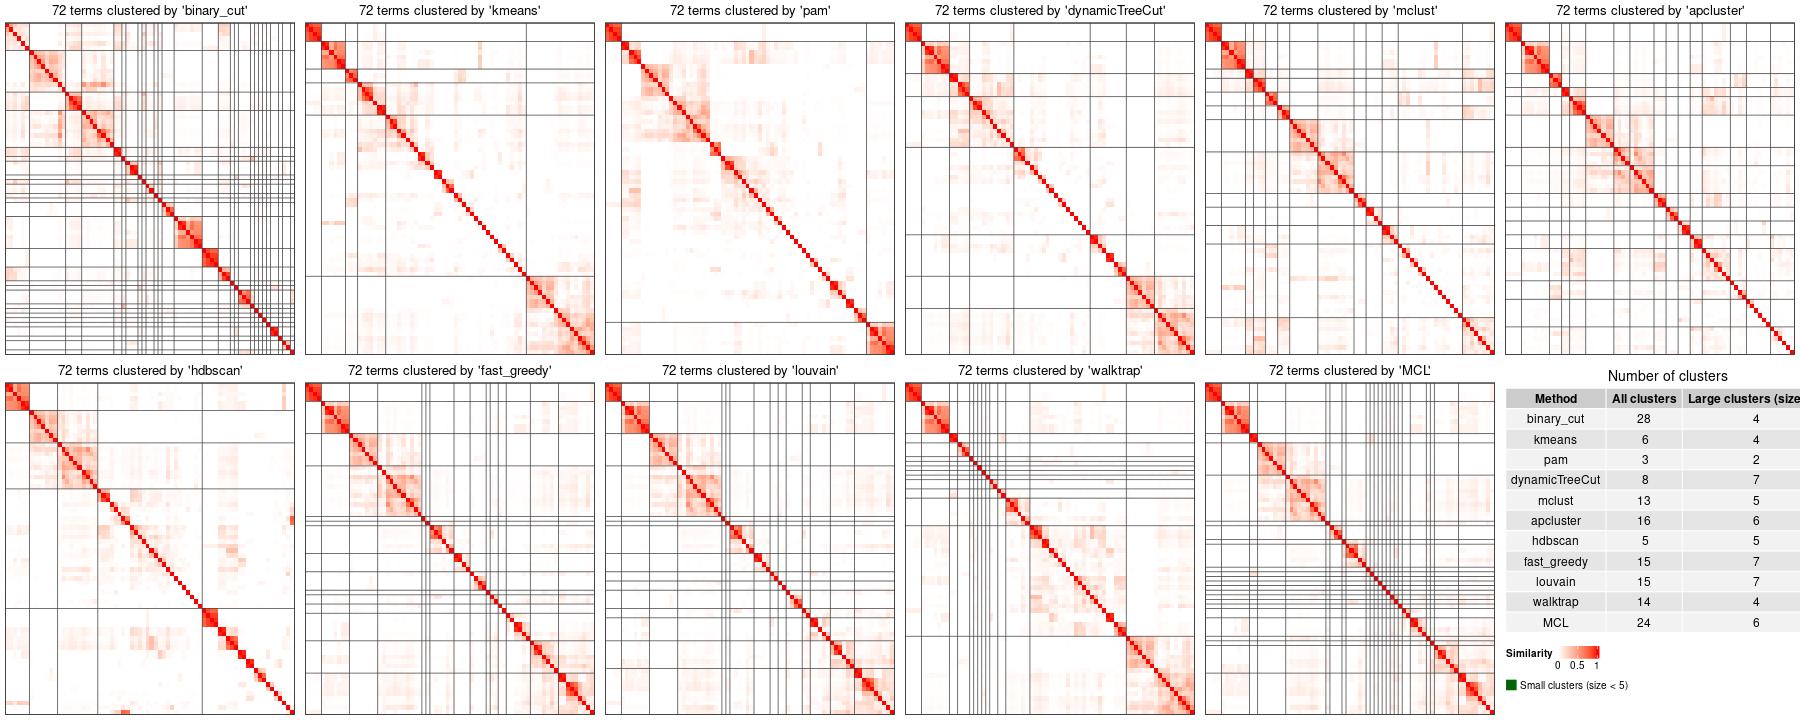 72 terms clustered by 'binary_cut'
72 terms clustered by 'kmeans'
72 terms clustered by 'pam'
72 terms clustered by 'dynamicTreeCut'
72 terms clustered by 'mclust'
72 terms clustered by 'apcluster'
72 terms clustered by 'hdbscan'
72 terms clustered by 'fast_greedy'
72 terms clustered by 'louvain'
72 terms clustered by 'walktrap'
72 terms clustered by 'MCL'
Number of clusters
Method All clusters Large clusters (size
binary_cut 28 4
kmeans 6 4
pam 3 2
dynamicTreeCut 8 7
mclust 13 5
apcluster 16 6
hdbscan 5 5
fast_greedy 15 7
louvain 15 7
walktrap 14 4
MCL 24 6
Similarity
0 0.5 1
Small clusters (size < 5)